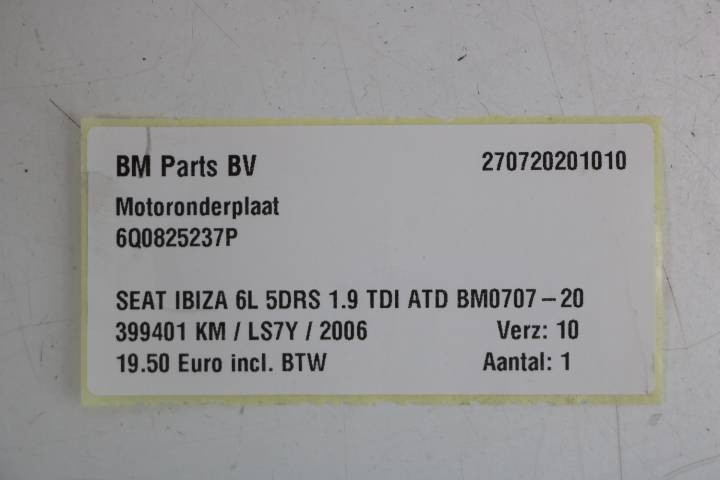 BM Parts BV 270720201010
Motoronderplaat
6Q0825237P
SEAT IBIZA 6L 5DRS 1.9 TDI ATD BM0707-20
399401 KM / LS7Y / 2006 Verz: 10
19.50 Euro incl. BTW Aantal: 1